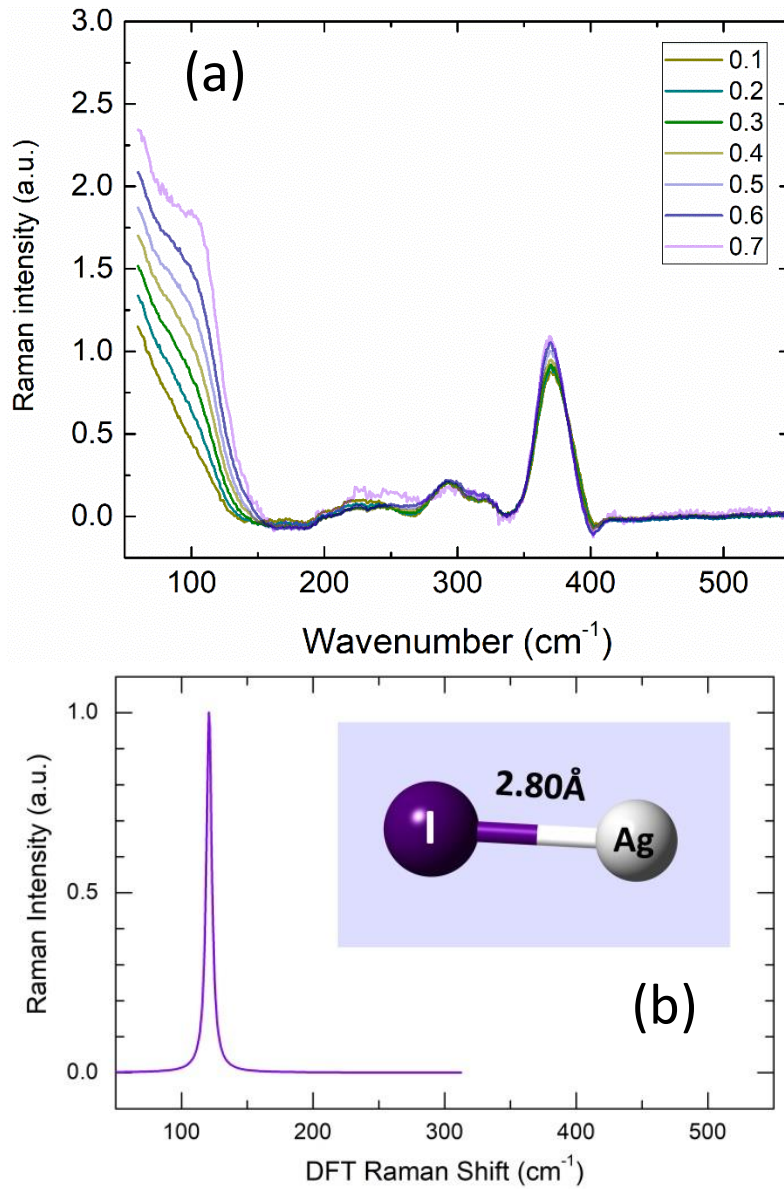 (a)
3.0
2.5
2.0
1.5
1.0
0.5
0.0
Raman intensity (a.u.)
0.1
0.2
0.3
0.4
0.5
0.6
0.7
100 200 300 400 500
Wavenumber (cm⁻¹)
1.0
0.5
0.0
Raman Intensity (a.u.)
2.80Å
I
Ag
(b)
100 200 300 400 500
DFT Raman Shift (cm⁻¹)